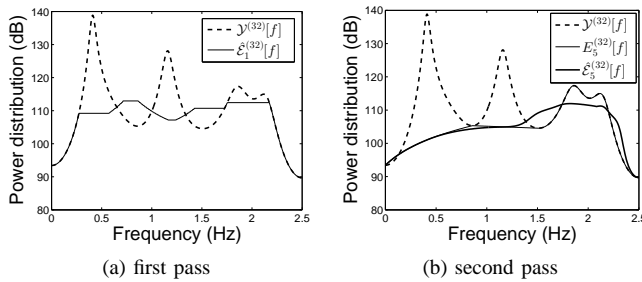 140
130
120
110
100
90
80
0 0.5 1 1.5 2 2.5
Power distribution (dB)
Frequency (Hz)
𝒴^(32)[f]
ℰ̂_1^(32)[f]
(a) first pass
140
130
120
110
100
90
80
0 0.5 1 1.5 2 2.5
Power distribution (dB)
Frequency (Hz)
𝒴^(32)[f]
E_5^(32)[f]
ℰ̂_5^(32)[f]
(b) second pass